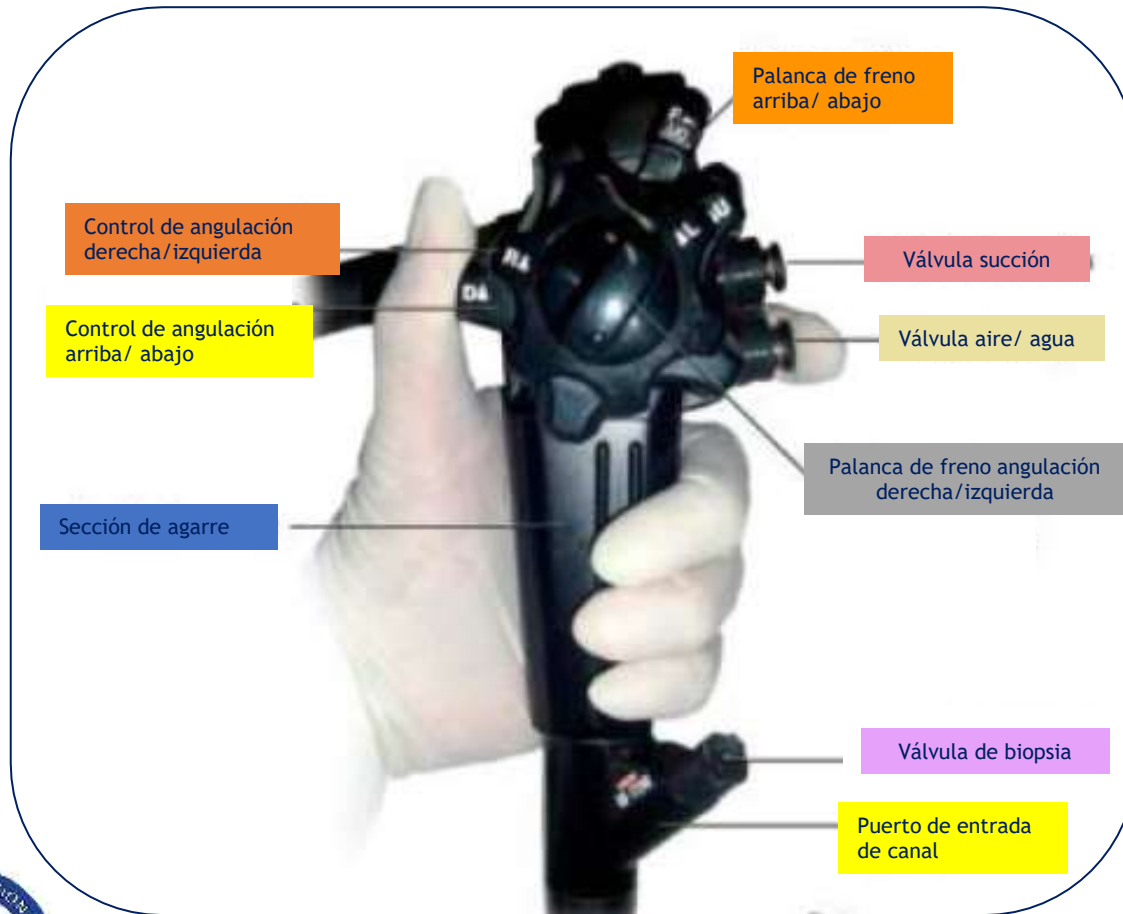 Palanca de freno
arriba/ abajo
Control de angulación
derecha/izquierda
Válvula succión
Control de angulación
arriba/ abajo
Válvula aire/ agua
Palanca de freno angulación
derecha/izquierda
Sección de agarre
Válvula de biopsia
Puerto de entrada
de canal
R▲
D▲